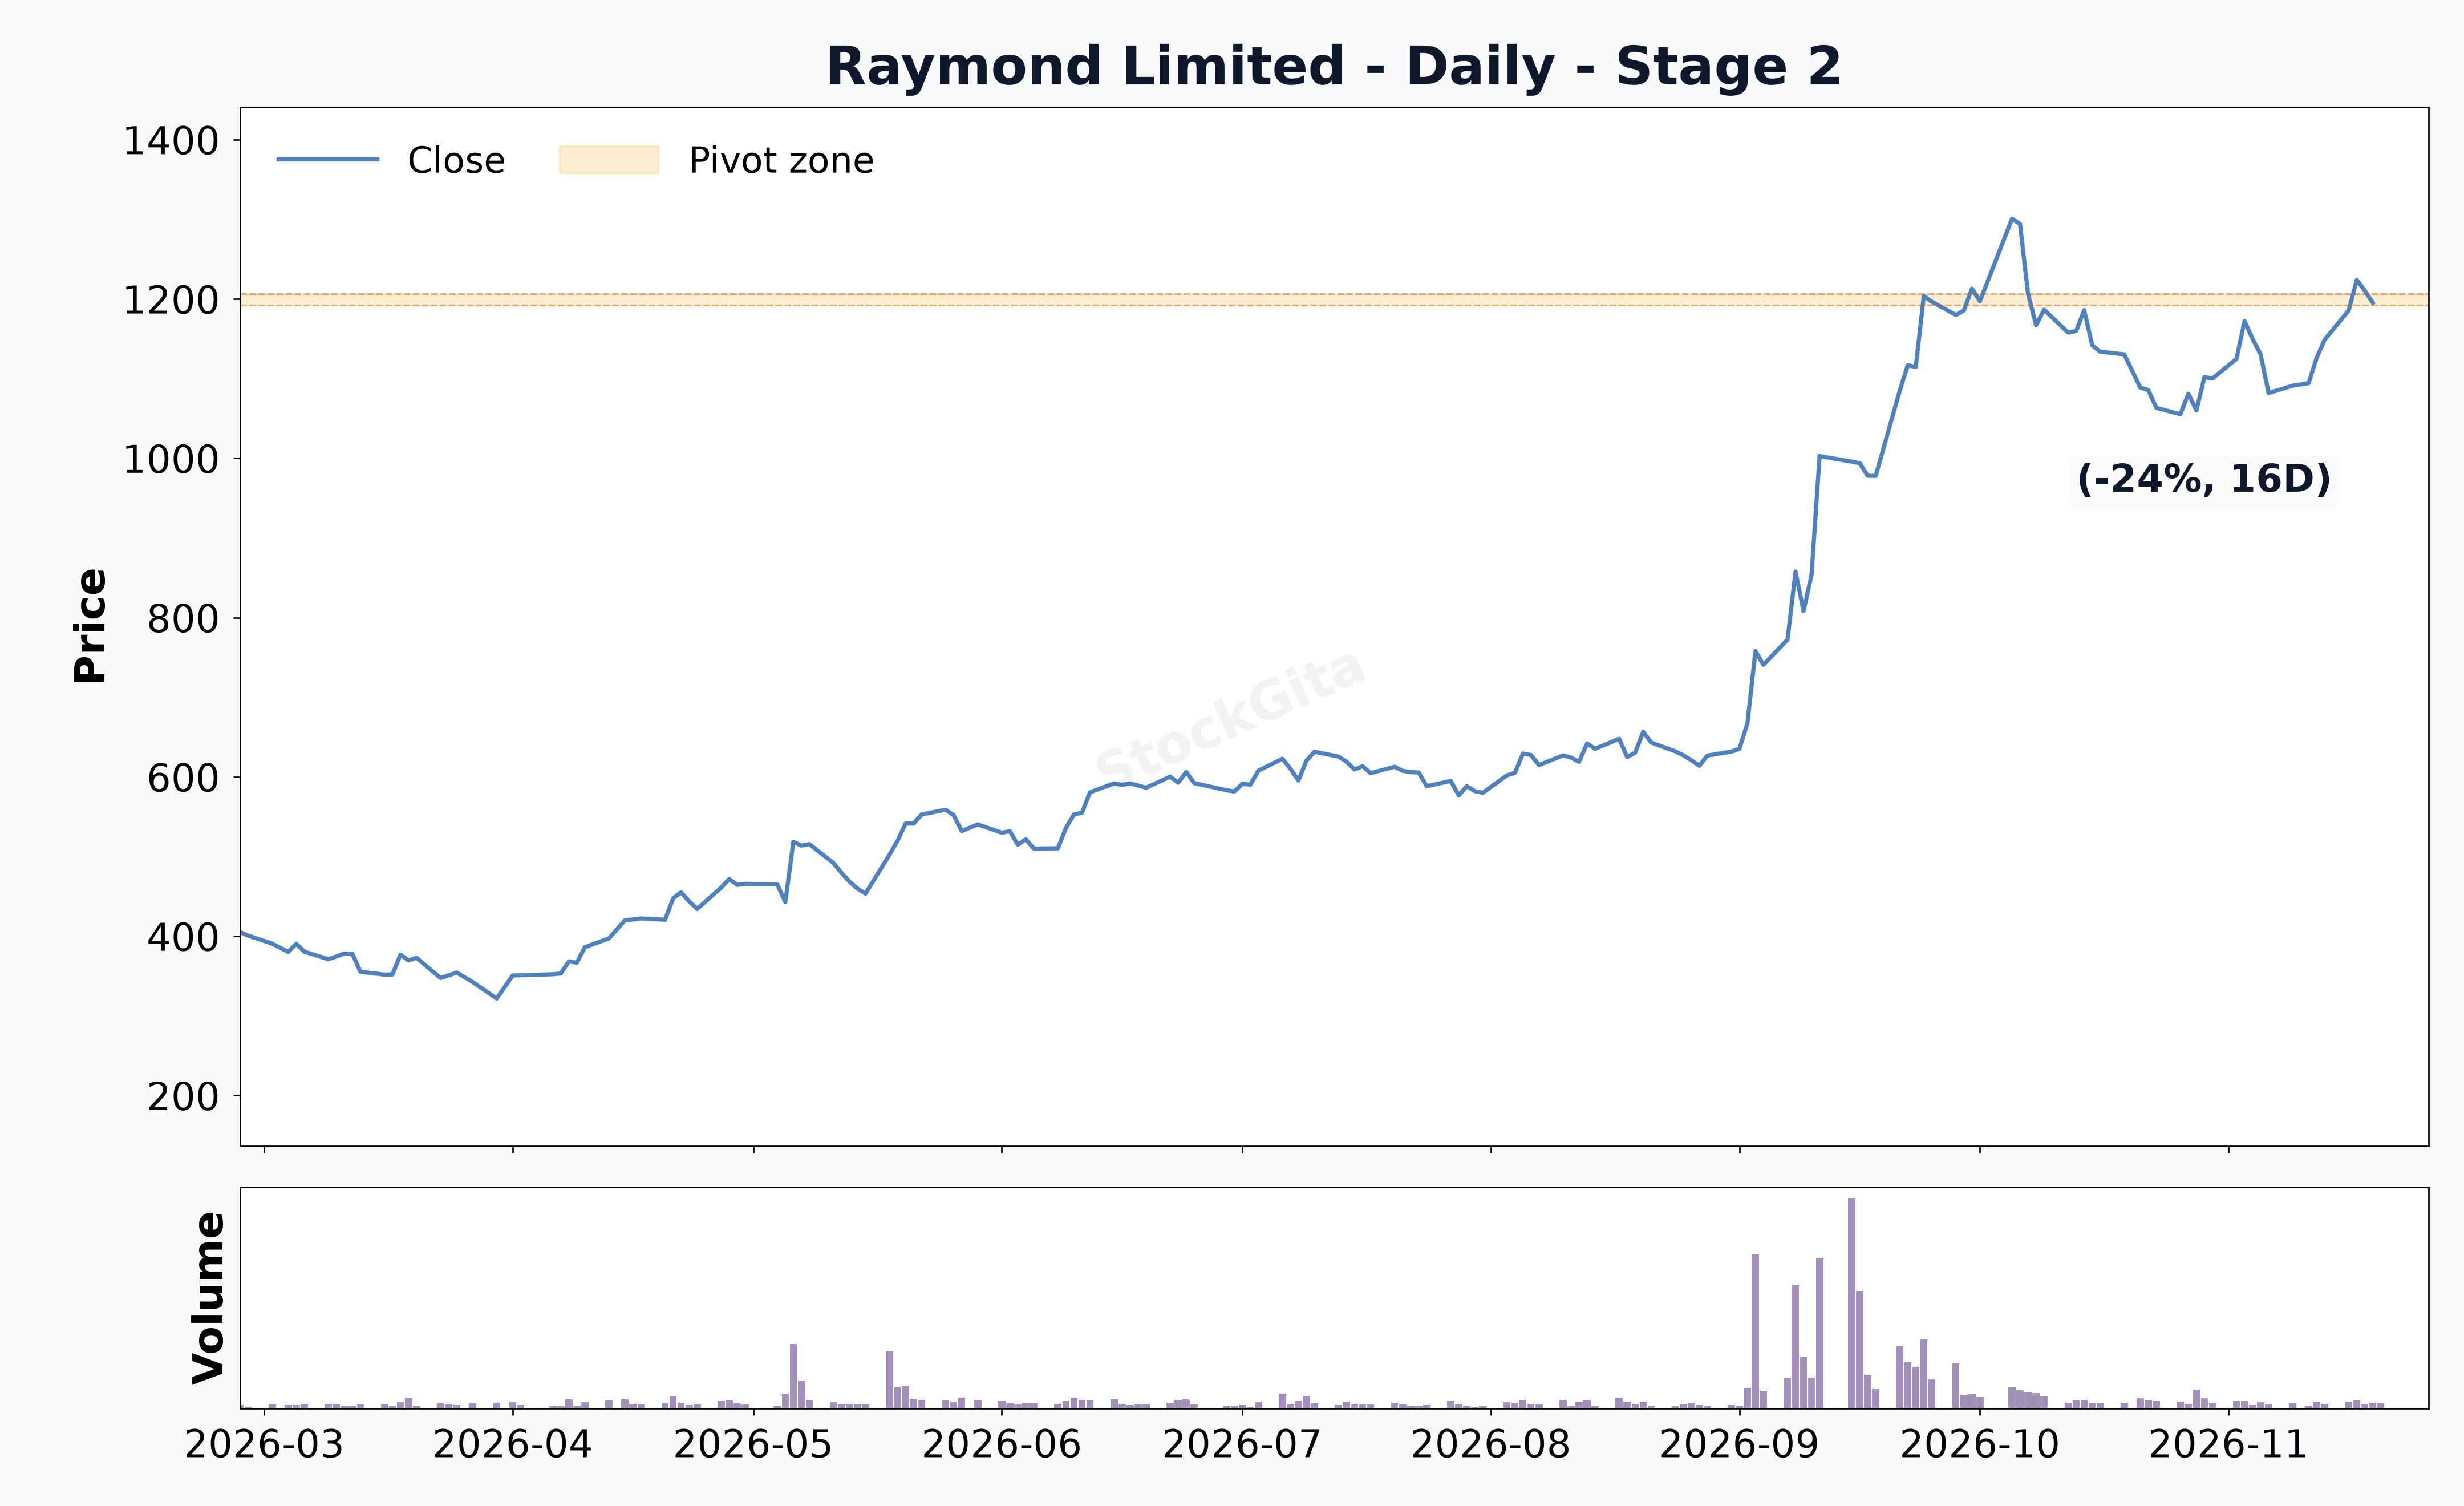 Raymond Limited - Daily - Stage 2
Close
Pivot zone
1400
1200
1000
800
600
400
200
Price
(-24%, 16D)
StockGita
Volume
2026-03
2026-04
2026-05
2026-06
2026-07
2026-08
2026-09
2026-10
2026-11